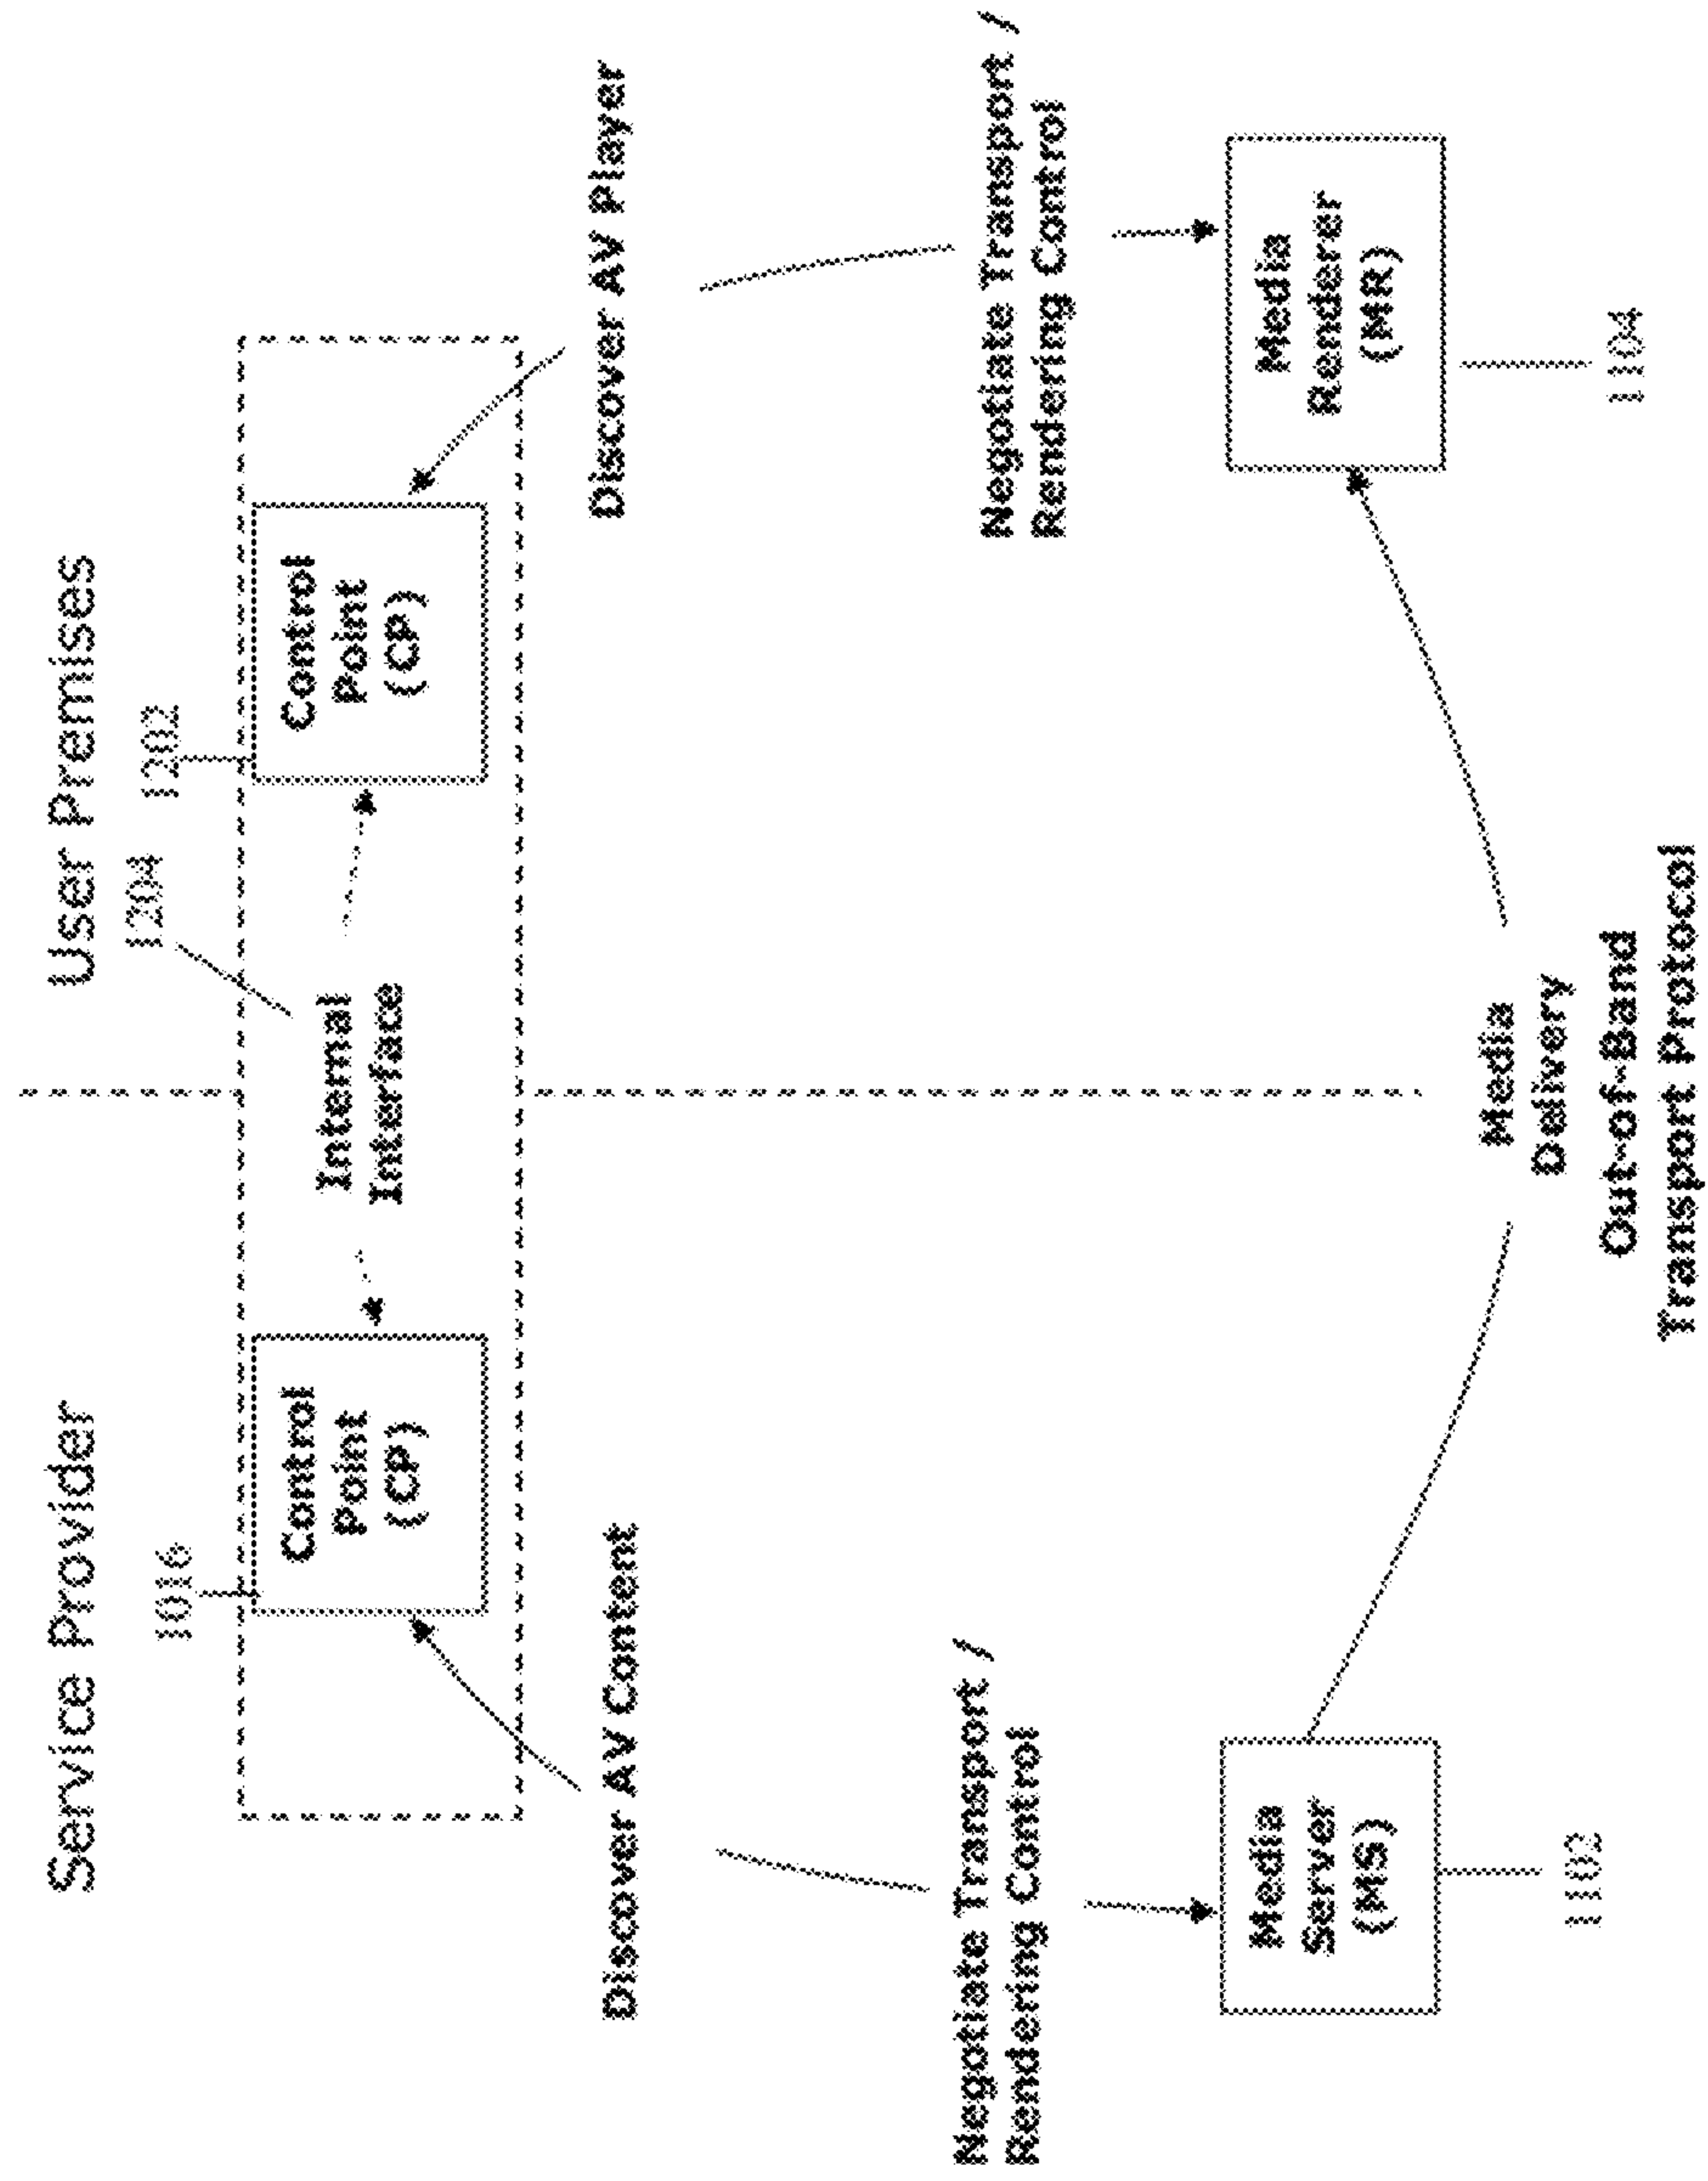 Service Provider
User Premises
1016
1204
1202
Control
Point
(CP)
Internal
Interface
Control
Point
(CP)
Discover AV Content
Discover AV Player
Negotiate Transport /
Rendering Control
Negotiate Transport /
Rendering Control
Media
Server
(MS)
Media
Renderer
(MR)
1102
1104
Media
Delivery
Out-of-Band
Transport Protocol